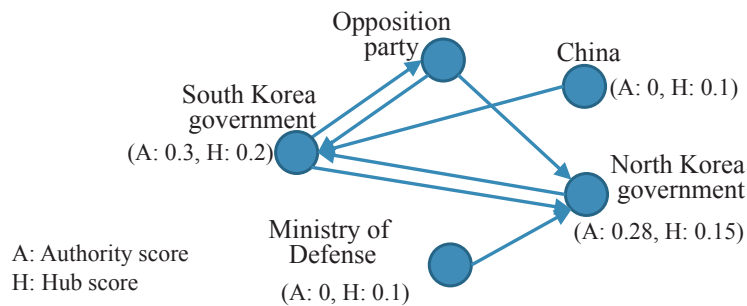 Opposition
party
China
(A: 0, H: 0.1)
South Korea
government
(A: 0.3, H: 0.2)
North Korea
government
(A: 0.28, H: 0.15)
Ministry of
Defense
(A: 0, H: 0.1)
A: Authority score
H: Hub score